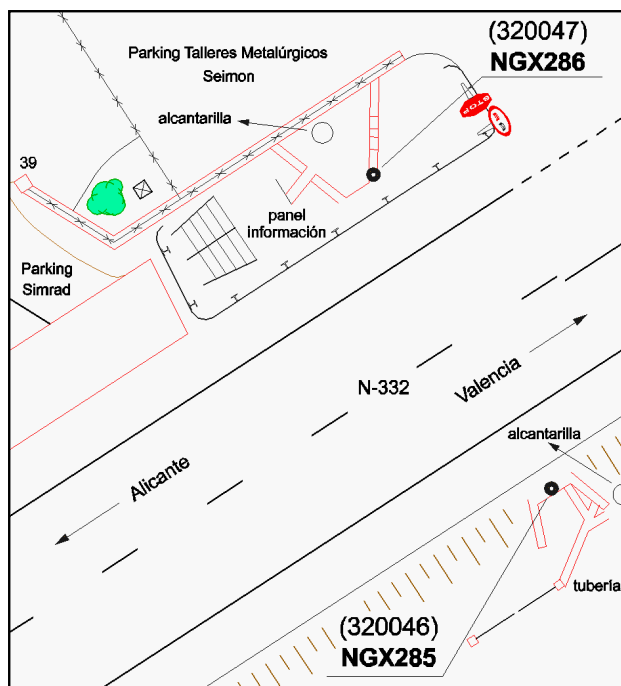 (320047)
NGX286
Parking Talleres Metalúrgicos
Seimon
alcantarilla
STOP
39
panel
información
Parking
Simrad
N-332
Valencia
Alicante
alcantarilla
tubería
(320046)
NGX285